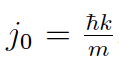 j₀ = ℏk/m